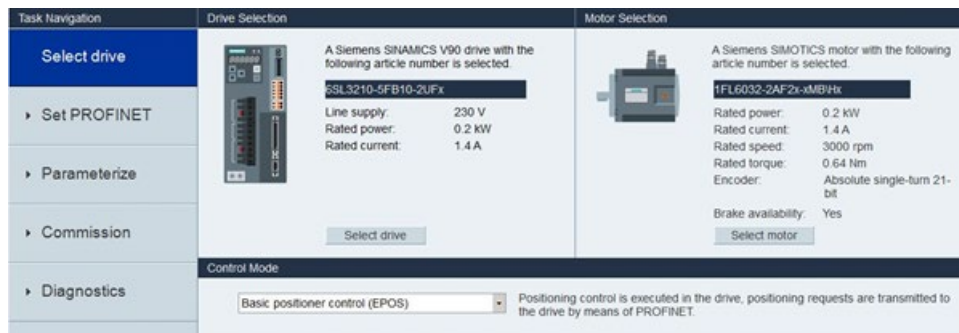 Task Navigation
Select drive
Set PROFINET
Parameterize
Commission
Diagnostics
Drive Selection
A Siemens SINAMICS V90 drive with the
following article number is selected.
6SL3210-5FB10-2UFx
Line supply: 230 V
Rated power: 0.2 kW
Rated current: 1.4 A
Select drive
Motor Selection
A Siemens SIMOTICS motor with the following
article number is selected.
1FL6032-2AF2x-xMB\Hx
Rated power: 0.2 kW
Rated current: 1.4 A
Rated speed: 3000 rpm
Rated torque: 0.64 Nm
Encoder: Absolute single-turn 21-
bit
Brake availability: Yes
Select motor
Control Mode
Basic positioner control (EPOS)
Positioning control is executed in the drive, positioning requests are transmitted to
the drive by means of PROFINET.